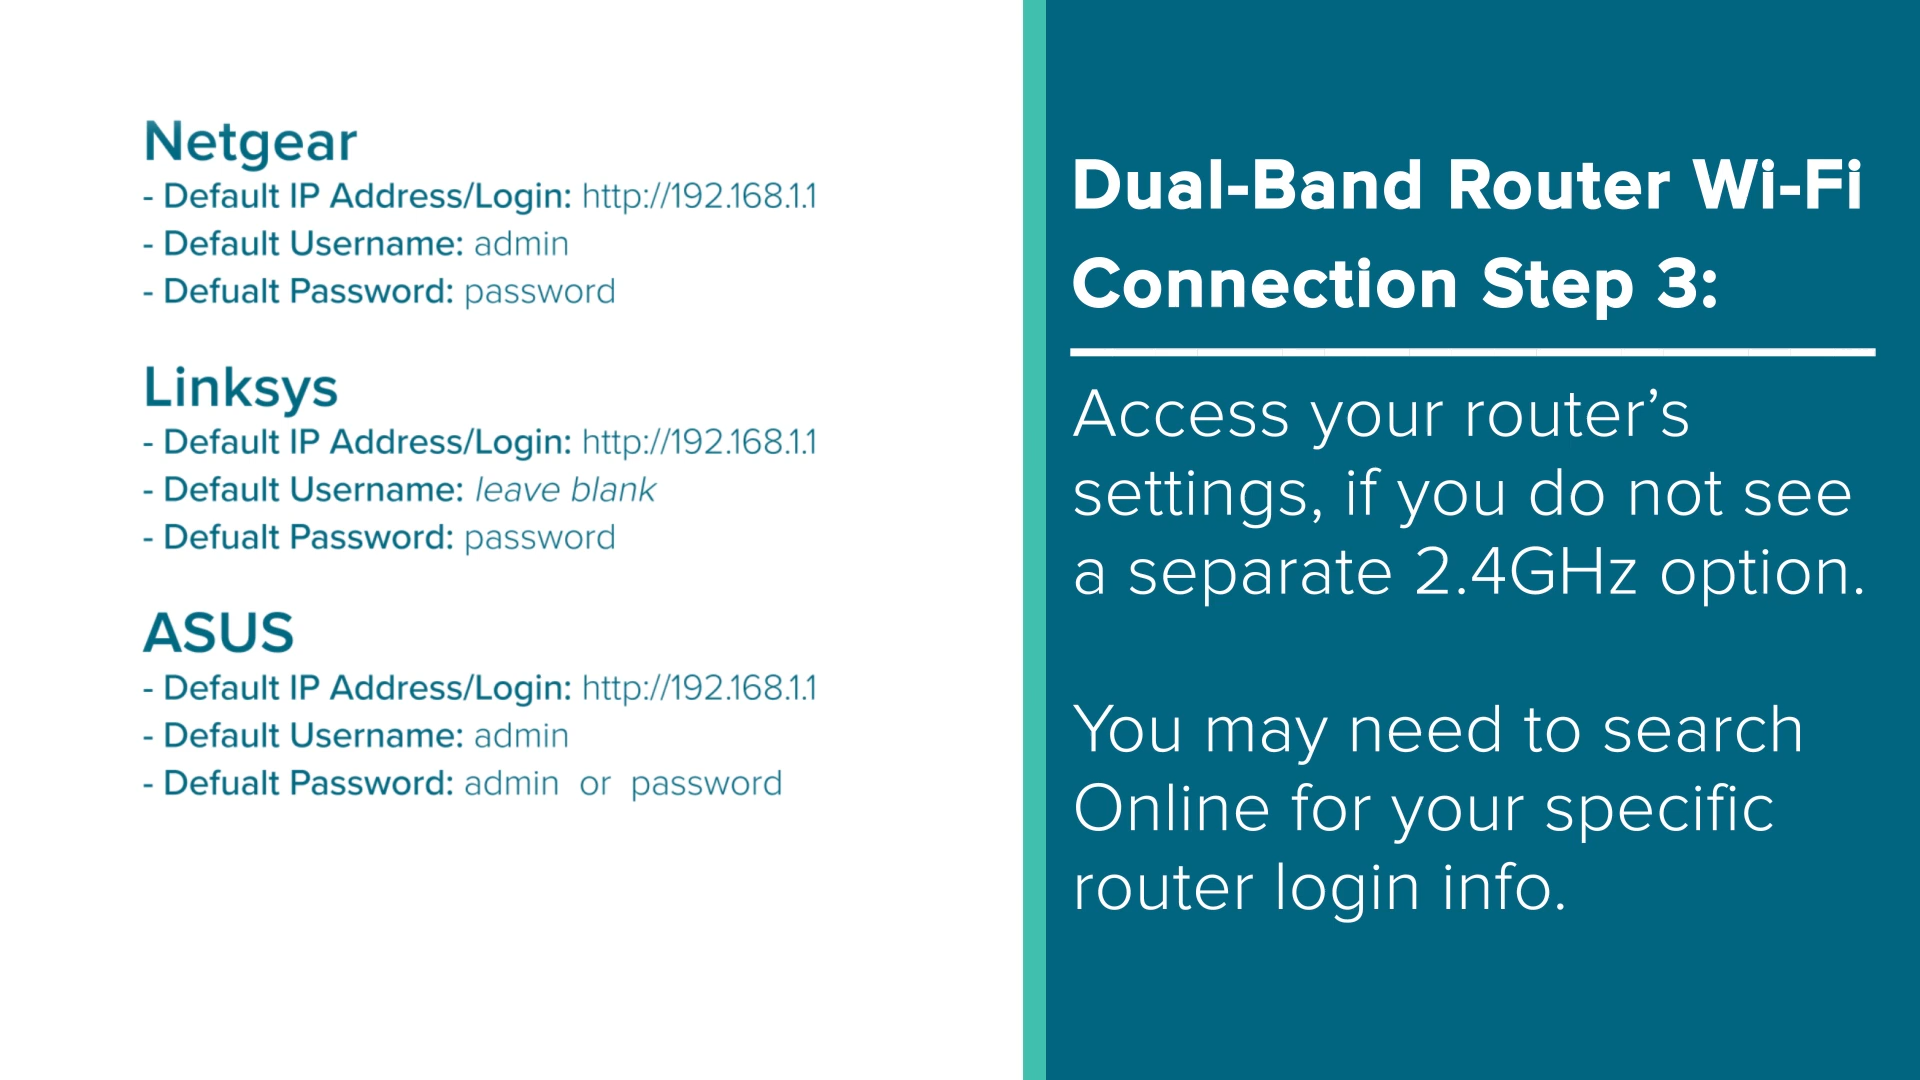 Netgear
- Default IP Address/Login: http://192.168.1.1
- Default Username: admin
- Defualt Password: password
Linksys
- Default IP Address/Login: http://192.168.1.1
- Default Username: leave blank
- Defualt Password: password
ASUS
- Default IP Address/Login: http://192.168.1.1
- Default Username: admin
- Defualt Password: admin or password
Dual-Band Router Wi-Fi
Connection Step 3:
Access your router’s
settings, if you do not see
a separate 2.4GHz option.
You may need to search
Online for your specific
router login info.